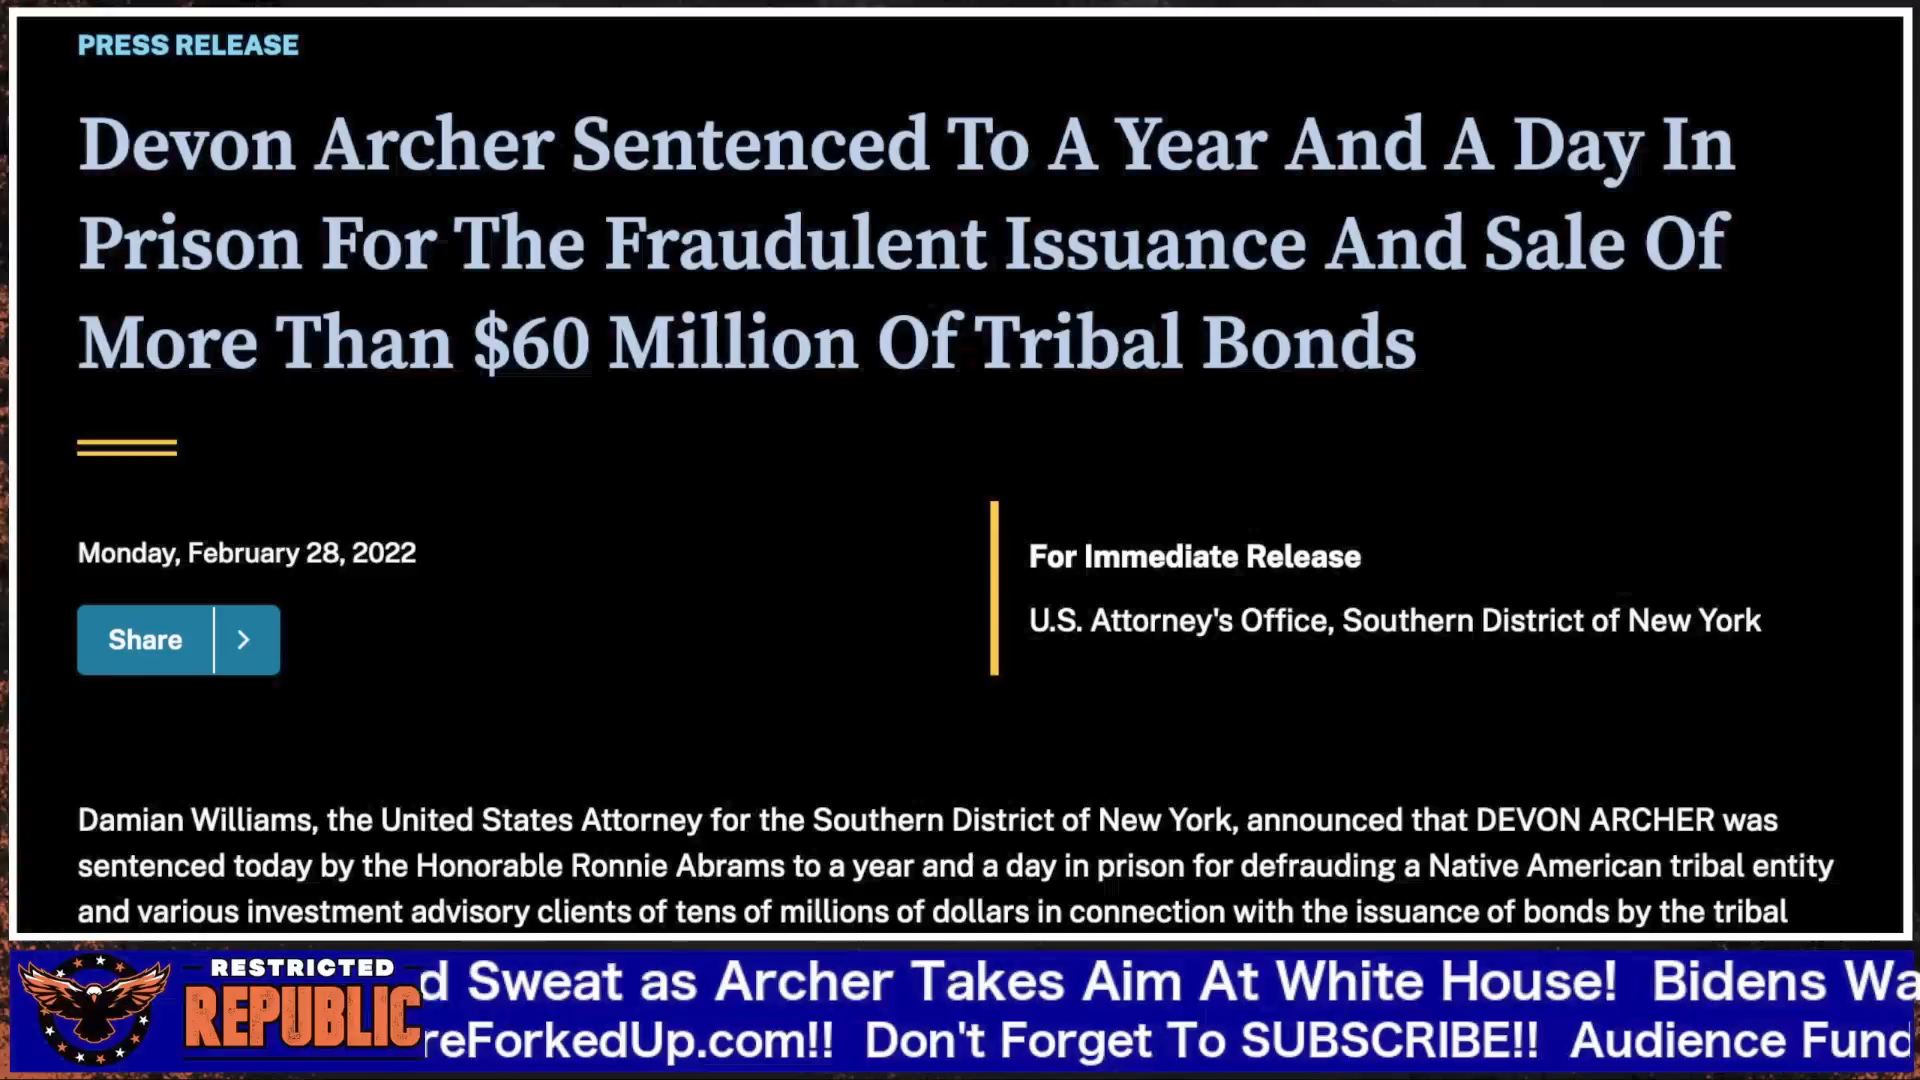 PRESS RELEASE
Devon Archer Sentenced To A Year And A Day In
Prison For The Fraudulent Issuance And Sale Of
More Than $60 Million Of Tribal Bonds
Monday, February 28, 2022
Share
For Immediate Release
U.S. Attorney's Office, Southern District of New York
Damian Williams, the United States Attorney for the Southern District of New York, announced that DEVON ARCHER was
sentenced today by the Honorable Ronnie Abrams to a year and a day in prison for defrauding a Native American tribal entity
and various investment advisory clients of tens of millions of dollars in connection with the issuance of bonds by the tribal
RESTRICTED
REPUBLIC
d Sweat as Archer Takes Aim At White House! Bidens Wa
reForkedUp.com!! Don't Forget To SUBSCRIBE!! Audience Fund